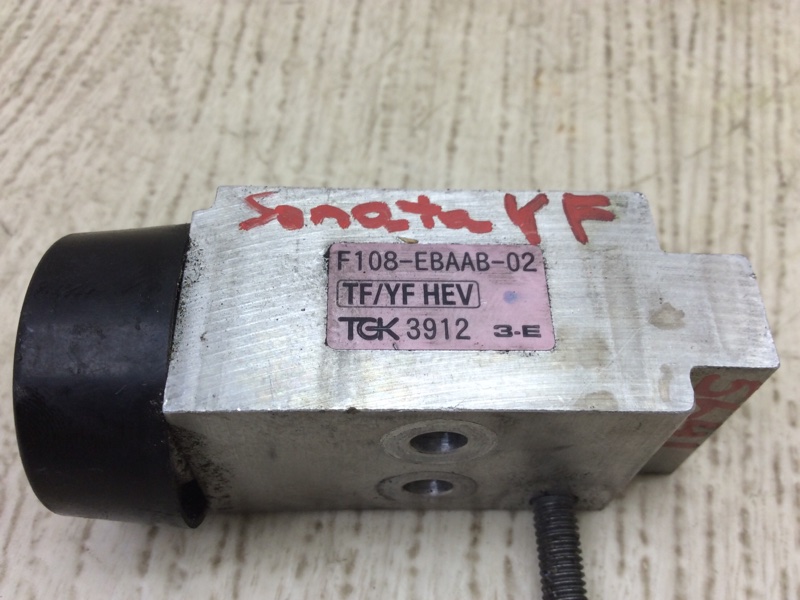 Sonata YF
F108-EBAAB-02
TF/YF HEV
TGK 3912 3-E